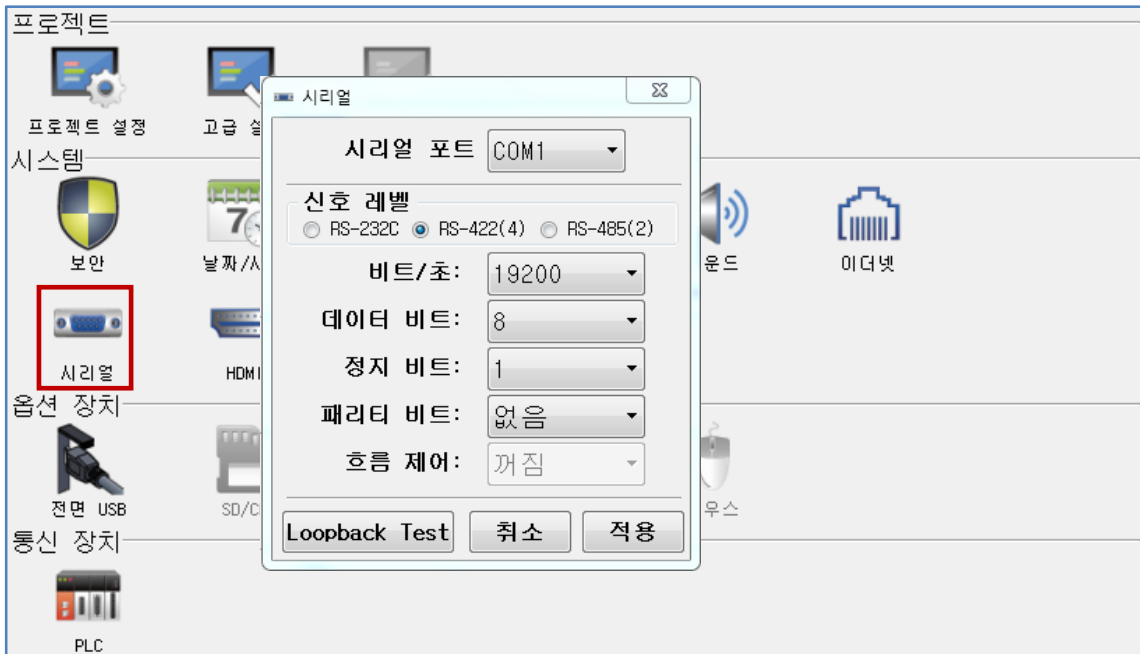 프로젝트
프로젝트 설정
고급 설
시스템
보안
날짜/시
운드
이더넷
시리얼
HDMI
옵션 장치
전면 USB
SD/C
우스
통신 장치
PLC
시리얼
시리얼 포트 COM1
신호 레벨
RS-232C RS-422(4) RS-485(2)
비트/초: 19200
데이터 비트: 8
정지 비트: 1
패리티 비트: 없음
흐름 제어: 꺼짐
Loopback Test 취소 적용